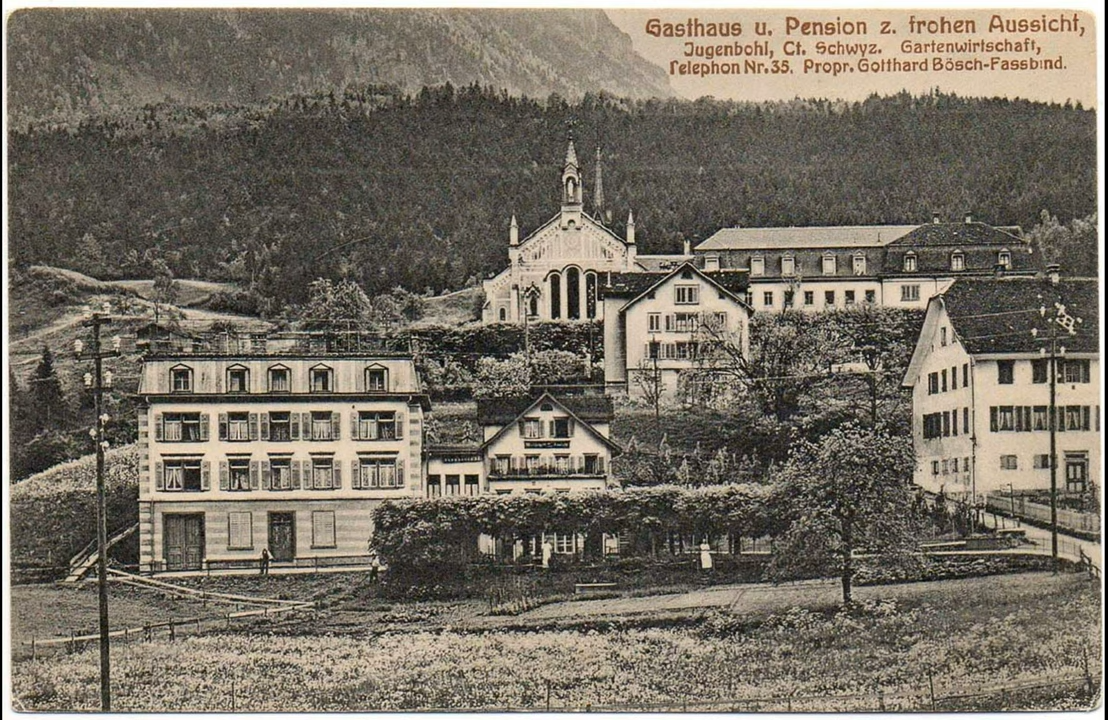 Gasthaus u. Pension z. frohen Aussicht,
Jugenbohl, Ct. Schwyz. Gartenwirtschaft,
Telephon Nr. 35. Propr. Gotthard Bösch-Fassbind.